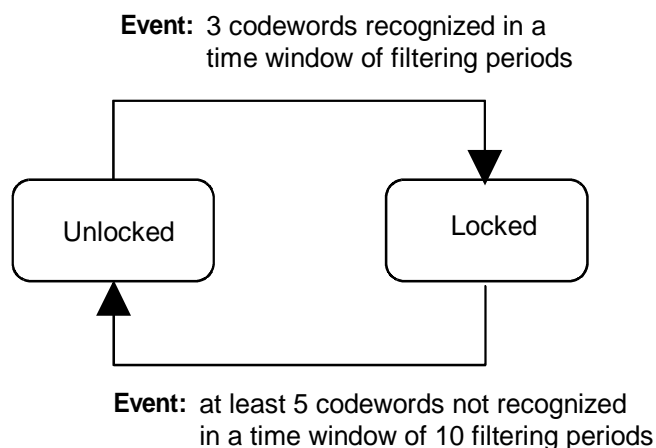 Event: 3 codewords recognized in a
time window of filtering periods
Unlocked
Locked
Event: at least 5 codewords not recognized
in a time window of 10 filtering periods